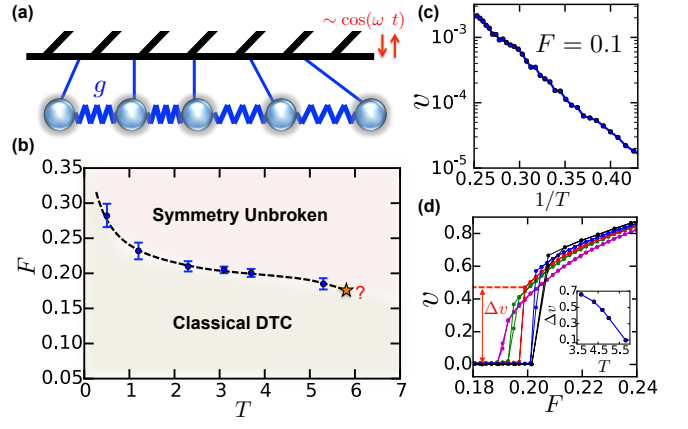 (a)
~ cos(ω t)
g
(b)
0.35
0.30
0.25
0.20
0.15
0.10
0.05
F
Symmetry Unbroken
Classical DTC
?
0 1 2 3 4 5 6 7
T
(c)
10⁻³
10⁻⁴
10⁻⁵
v
F = 0.1
0.25 0.30 0.35 0.40
1/T
(d)
0.8
0.6
0.4
0.2
0.0
v
Δv
0.7
0.5
0.3
0.1
Δv
3.5 4.5 5.5
T
0.18 0.20 0.22 0.24
F